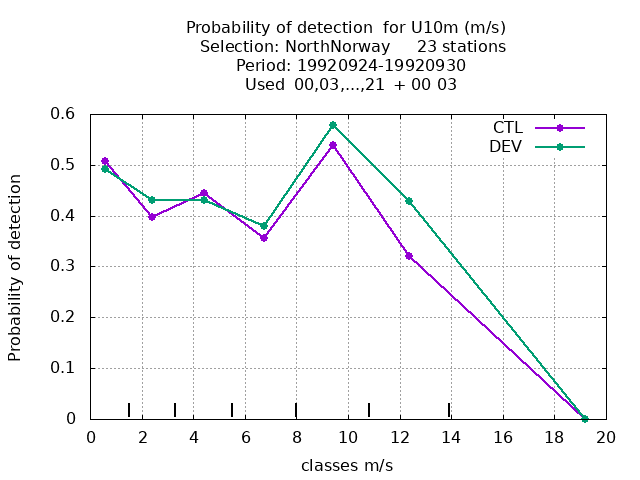 Probability of detection for U10m (m/s)
Selection: NorthNorway 23 stations
Period: 19920924-19920930
Used 00,03,...,21 + 00 03
CTL
DEV
Probability of detection
0.6
0.5
0.4
0.3
0.2
0.1
0
0 2 4 6 8 10 12 14 16 18 20
classes m/s